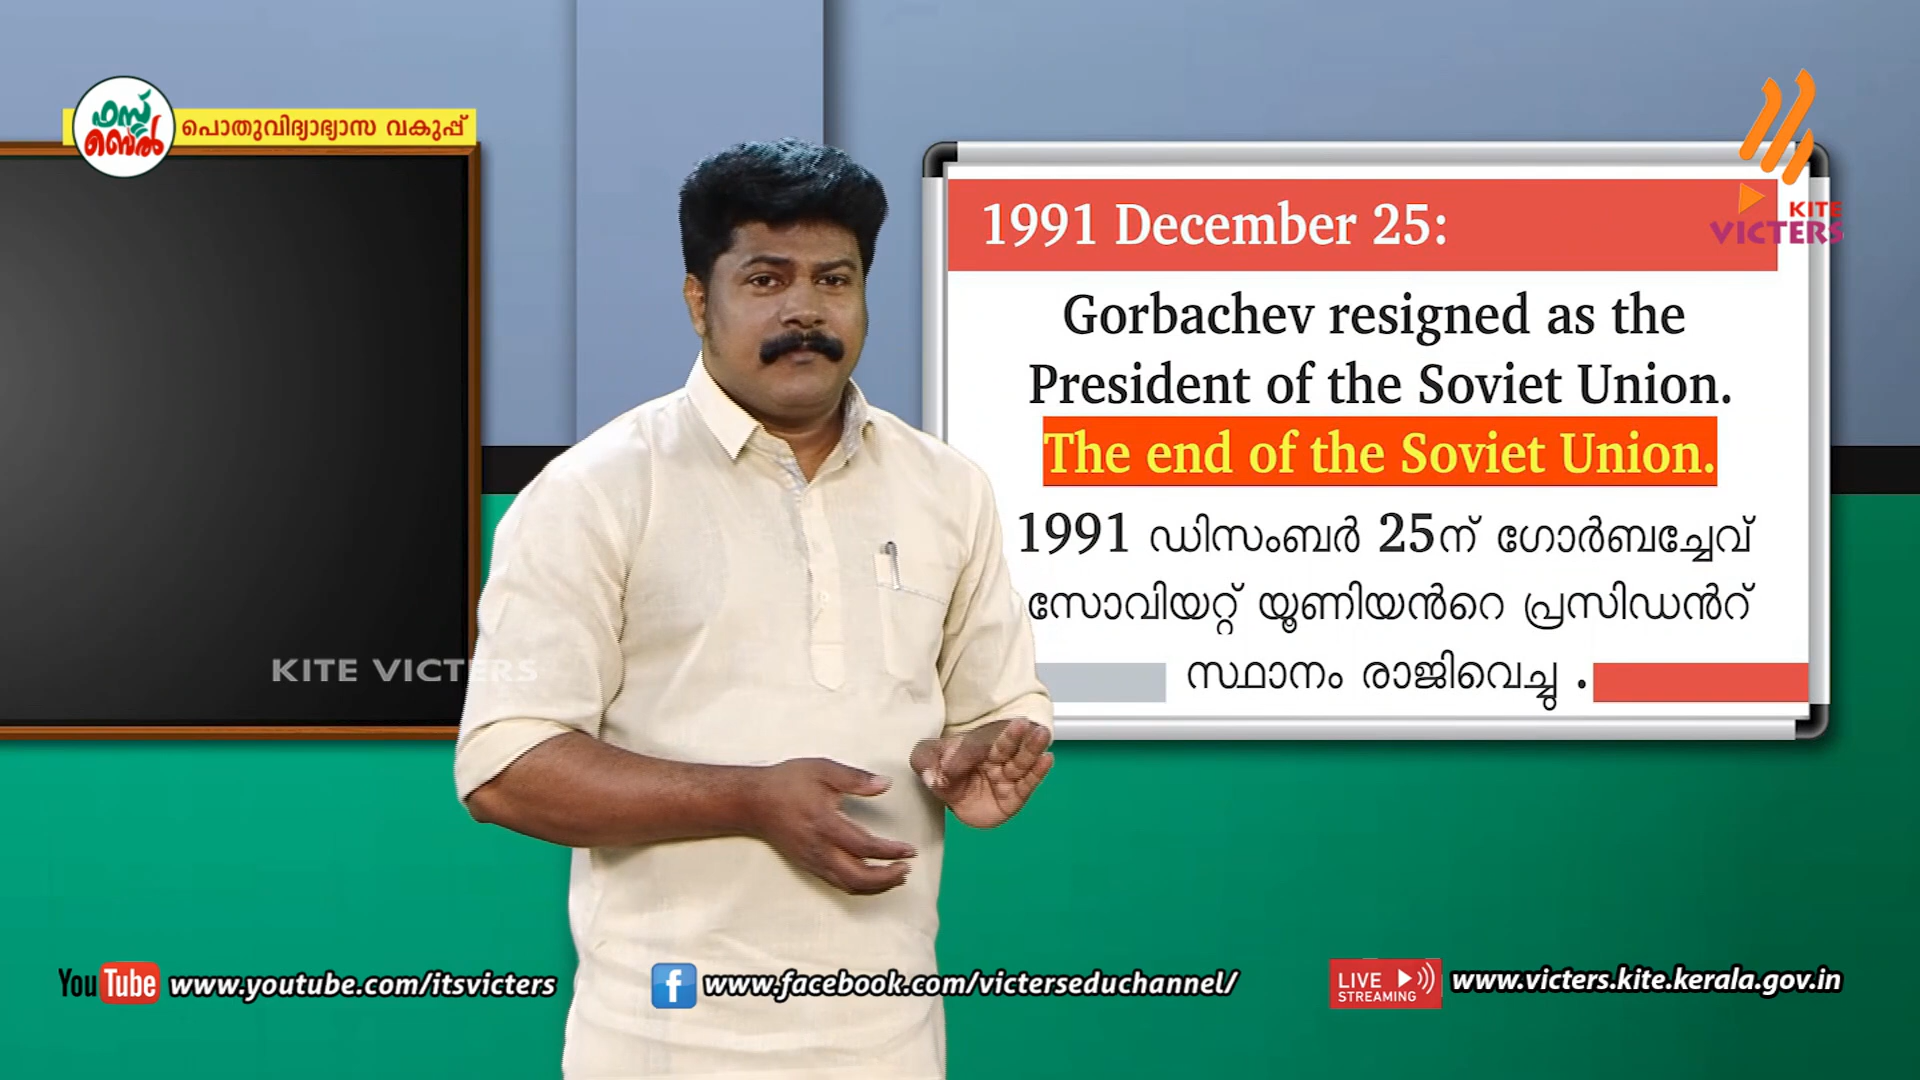 ഫസ്റ്റ്
ബെൽ
പൊതുവിദ്യാഭ്യാസ വകുപ്പ്
KITE
VICTERS
1991 December 25:
Gorbachev resigned as the
President of the Soviet Union.
The end of the Soviet Union.
1991 ഡിസംബർ 25ന് ഗോർബച്ചേവ്
സോവിയറ്റ് യൂണിയൻറെ പ്രസിഡൻറ്
സ്ഥാനം രാജിവെച്ചു .
KITE VICTERS
YouTube www.youtube.com/itsvicters
f www.facebook.com/victerseduchannel/
LIVE
STREAMING
www.victers.kite.kerala.gov.in